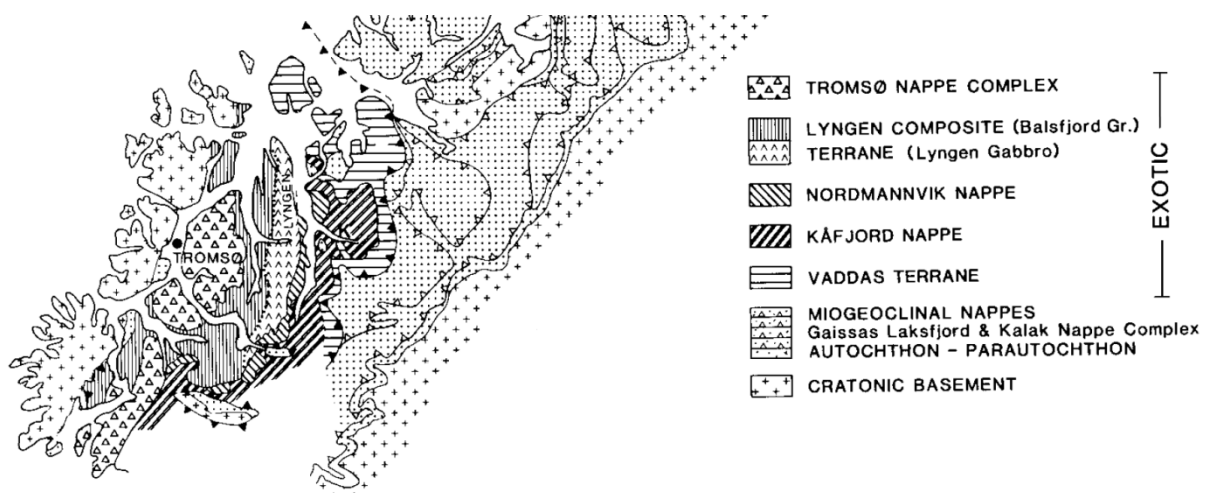 TROMSØ
LYNGEN
TROMSØ NAPPE COMPLEX
LYNGEN COMPOSITE (Balsfjord Gr.)
TERRANE (Lyngen Gabbro)
NORDMANNVIK NAPPE
KÅFJORD NAPPE
VADDAS TERRANE
MIOGEOCLINAL NAPPES
Gaissas Laksfjord & Kalak Nappe Complex
AUTOCHTHON – PARAUTOCHTHON
CRATONIC BASEMENT
EXOTIC